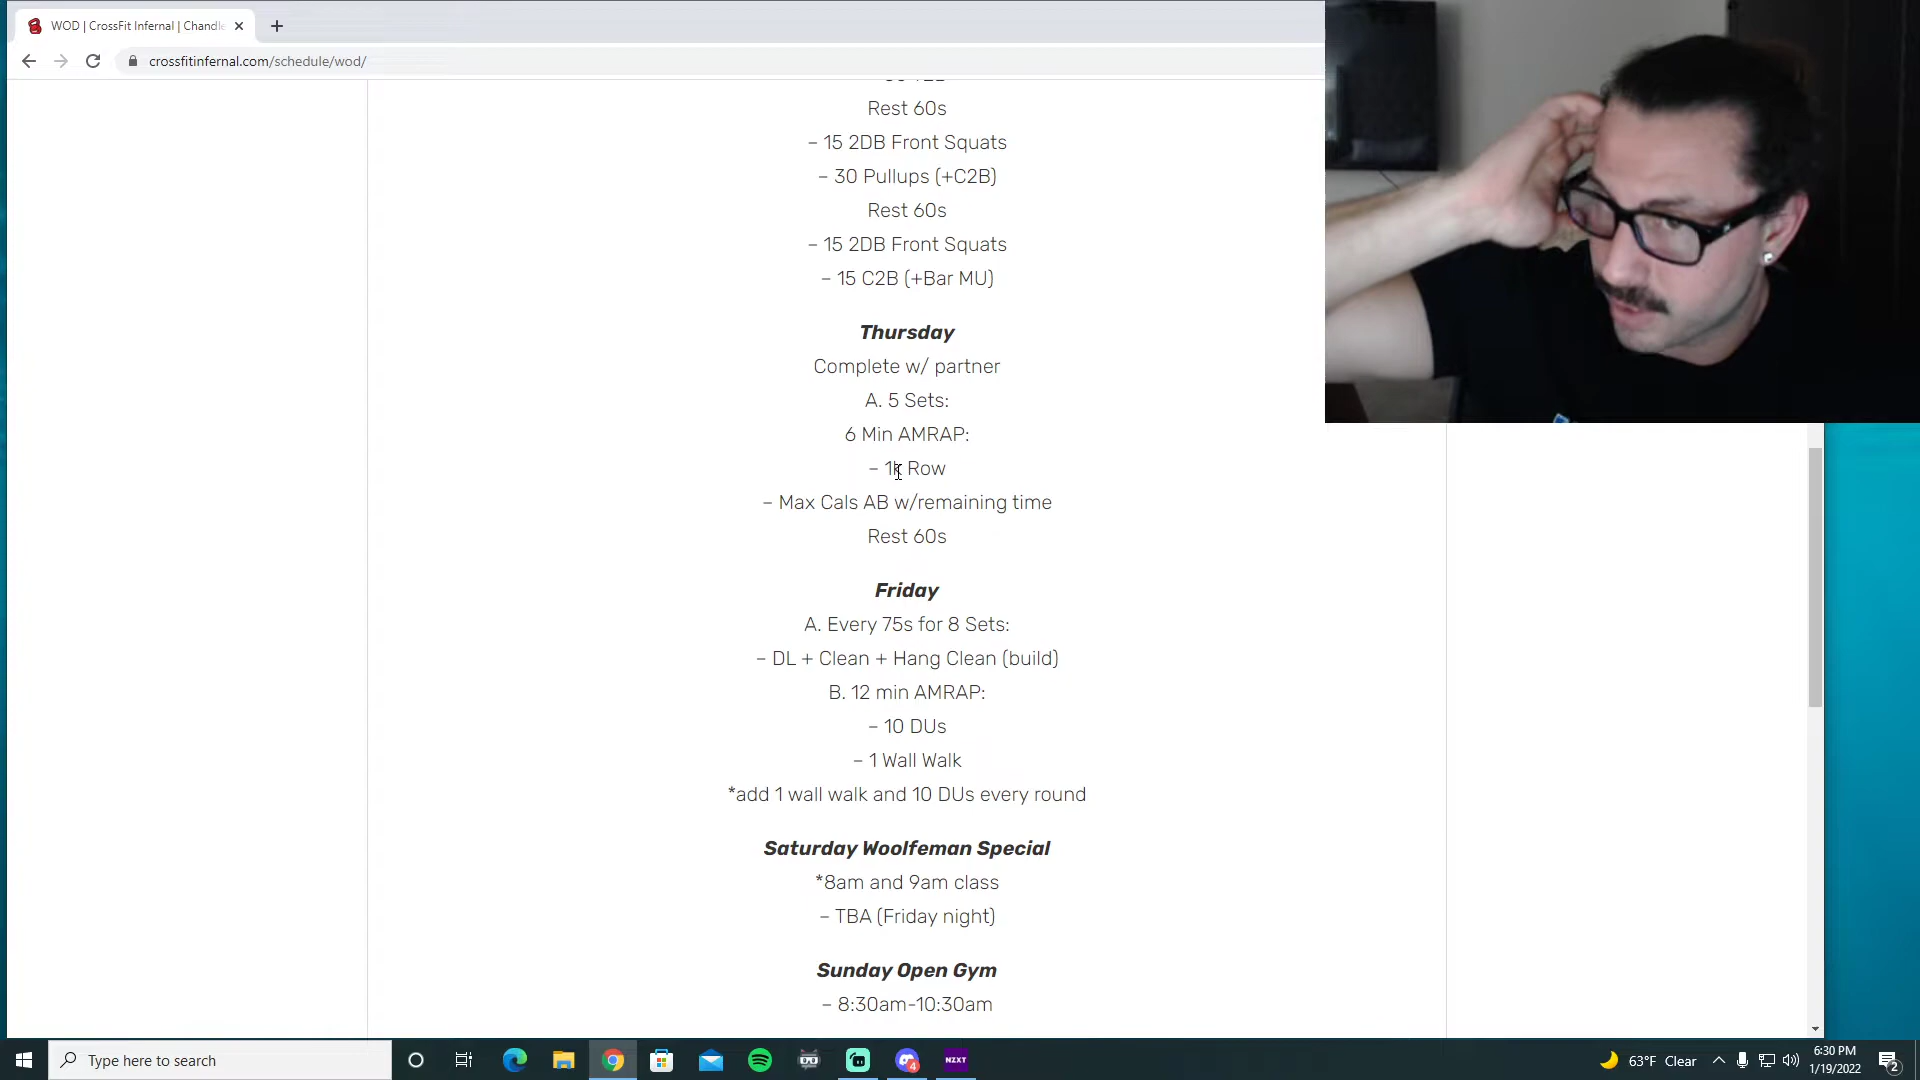 WOD | CrossFit Infernal | Chandle
crossfitinfernal.com/schedule/wod/
Rest 60s
– 15 2DB Front Squats
– 30 Pullups (+C2B)
Rest 60s
– 15 2DB Front Squats
– 15 C2B (+Bar MU)
Thursday
Complete w/ partner
A. 5 Sets:
6 Min AMRAP:
– 1k Row
– Max Cals AB w/remaining time
Rest 60s
Friday
A. Every 75s for 8 Sets:
– DL + Clean + Hang Clean (build)
B. 12 min AMRAP:
– 10 DUs
– 1 Wall Walk
*add 1 wall walk and 10 DUs every round
Saturday Woolfeman Special
*8am and 9am class
– TBA (Friday night)
Sunday Open Gym
– 8:30am-10:30am
Type here to search
4
NZXT
63°F Clear
6:30 PM
1/19/2022
2